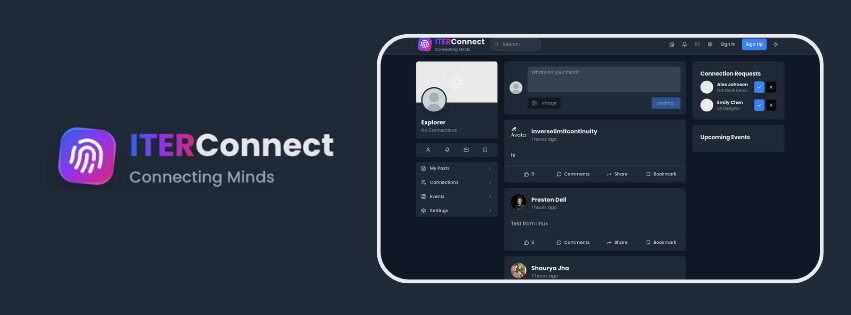 ITERConnect
Connecting Minds
ITERConnect
Connecting Minds
Search..
Sign In
Sign Up
Explorer
No Connections
My Posts
Connections
Events
Settings
What's on your mind?
Image
Loading...
Avata
inverselimitcontinuity
7 hours ago
hi
0
Comments
Share
Bookmark
Preston Dell
7 hours ago
Test from linux
0
Comments
Share
Bookmark
Shaurya Jha
7 hours ago
Connection Requests
Alex Johnson
Full Stack Devel...
Emily Chen
UX Designer
Upcoming Events